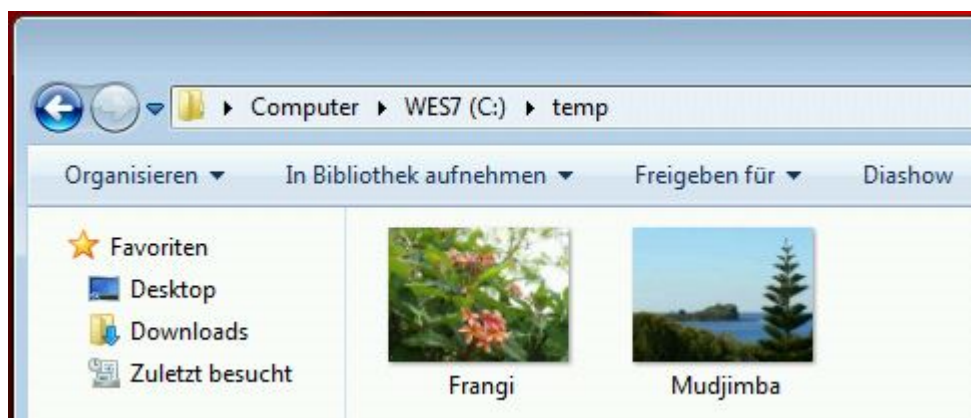 Computer WES7 (C:) temp
Organisieren In Bibliothek aufnehmen Freigeben für Diashow
Favoriten
Desktop
Downloads
Zuletzt besucht
Frangi Mudjimba